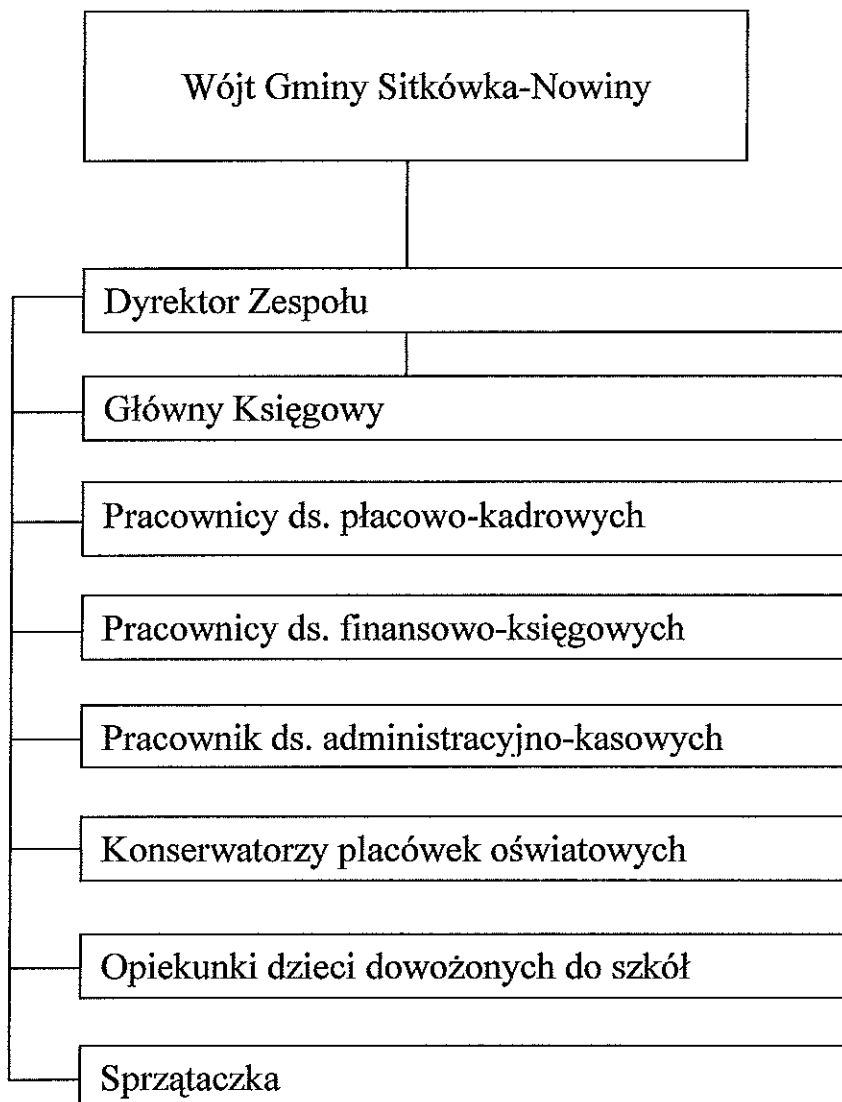 Wójt Gminy Sitkówka-Nowiny
Dyrektor Zespołu
Główny Księgowy
Pracownicy ds. płacowo-kadrowych
Pracownicy ds. finansowo-księgowych
Pracownik ds. administracyjno-kasowych
Konserwatorzy placówek oświatowych
Opiekunki dzieci dowożonych do szkół
Sprzątaczka